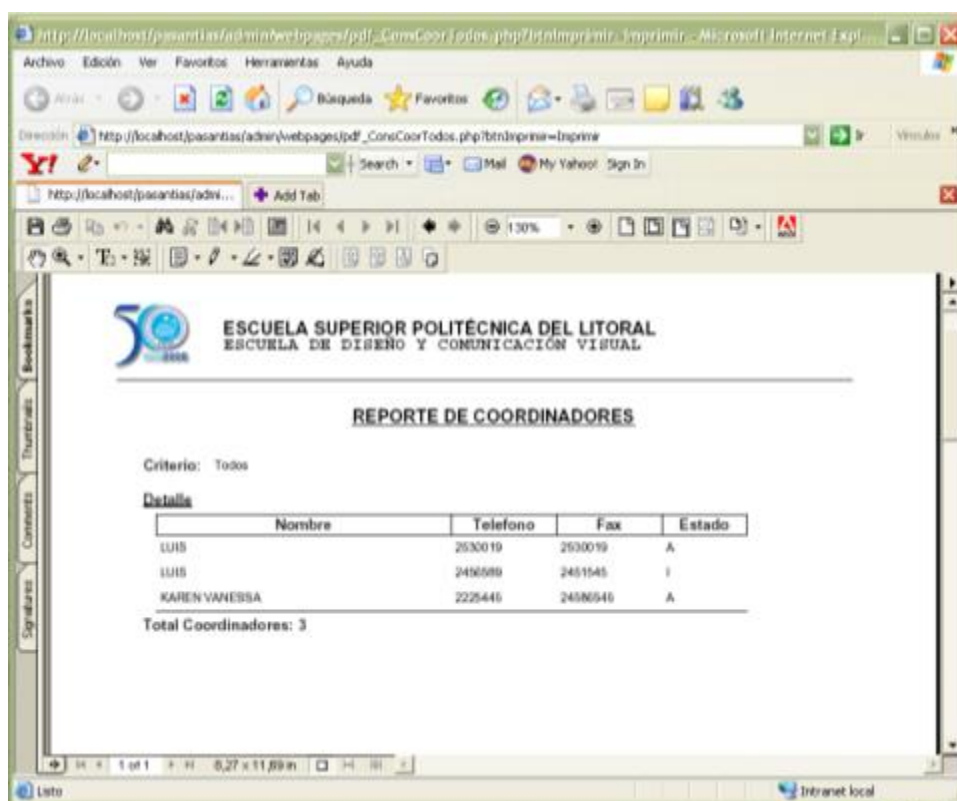 http://localhost/pasantias/admin/webpages/pdf_ConsCoorTodos.php?btnImprimir=Imprimir - Microsoft Internet Expl...
Archivo Edición Ver Favoritos Herramientas Ayuda
Atrás Búsqueda Favoritos
Dirección http://localhost/pasantias/admin/webpages/pdf_ConsCoorTodos.php?btnImprimir=Imprimir Ir Vínculos »
Y! Search Mail My Yahoo! Sign In
http://localhost/pasantias/admi... Add Tab
130%
Bookmarks
Thumbnails
Comments
Signatures
50
ESCUELA SUPERIOR POLITÉCNICA DEL LITORAL
ESCUELA DE DISEÑO Y COMUNICACIÓN VISUAL
REPORTE DE COORDINADORES
Criterio: Todos
Detalle
Nombre Telefono Fax Estado
LUIS 2530019 2530019 A
LUIS 2451545 I
KAREN VANESSA 2225445 24586545 A
Total Coordinadores: 3
1 of 1 8,27 x 11,69 in
Listo Intranet local